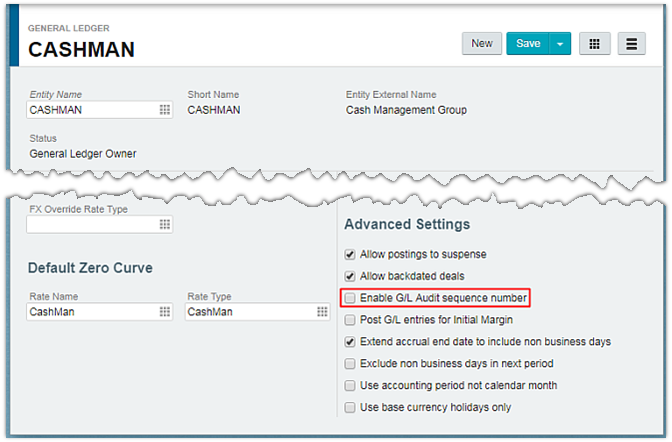 GENERAL LEDGER
CASHMAN
New Save
Entity Name Short Name Entity External Name
CASHMAN CASHMAN Cash Management Group
Status
General Ledger Owner
FX Override Rate Type
Default Zero Curve
Rate Name Rate Type
CashMan CashMan
Advanced Settings
Allow postings to suspense
Allow backdated deals
Enable G/L Audit sequence number
Post G/L entries for Initial Margin
Extend accrual end date to include non business days
Exclude non business days in next period
Use accounting period not calendar month
Use base currency holidays only